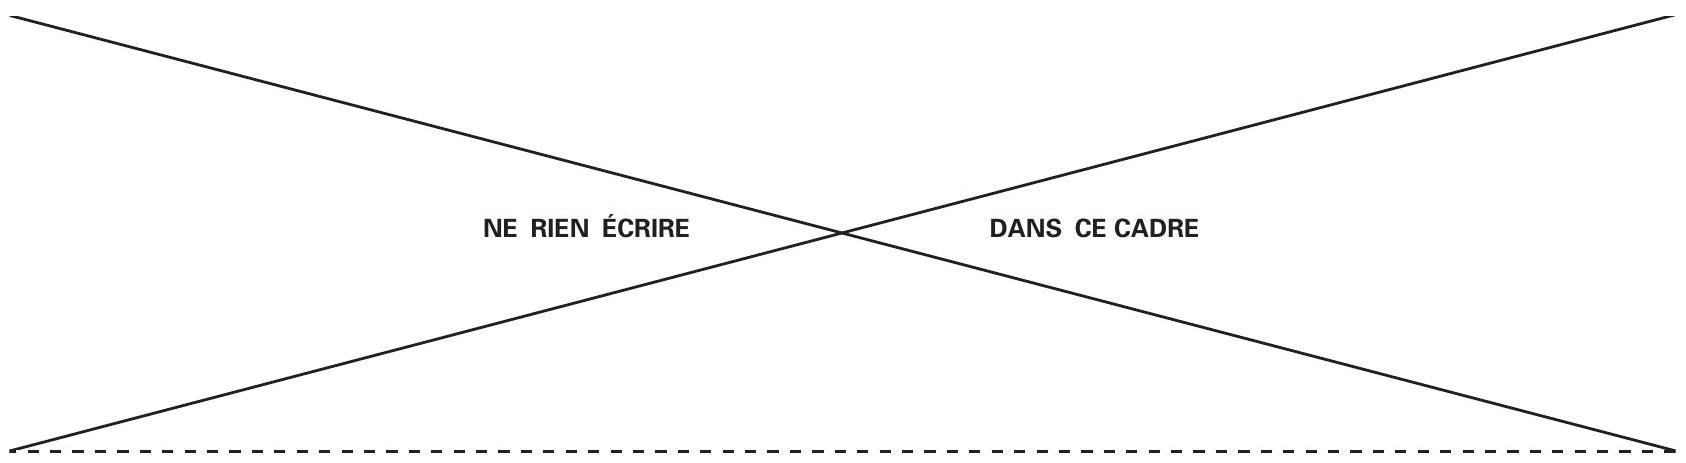 NE RIEN ÉCRIRE DANS CE CADRE